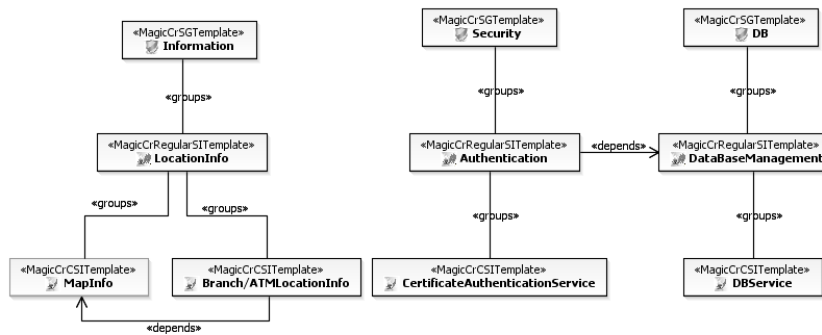 «MagicCrSGTemplate»
Information
«MagicCrSGTemplate»
Security
«MagicCrSGTemplate»
DB
«groups»
«groups»
«groups»
«MagicCrRegularSITemplate»
LocationInfo
«MagicCrRegularSITemplate»
Authentication
«depends»
«MagicCrRegularSITemplate»
DataBaseManagement
«groups»
«groups»
«groups»
«groups»
«MagicCrCSITemplate»
MapInfo
«MagicCrCSITemplate»
Branch/ATMLocationInfo
«MagicCrCSITemplate»
CertificateAuthenticationService
«MagicCrCSITemplate»
DBService
«depends»